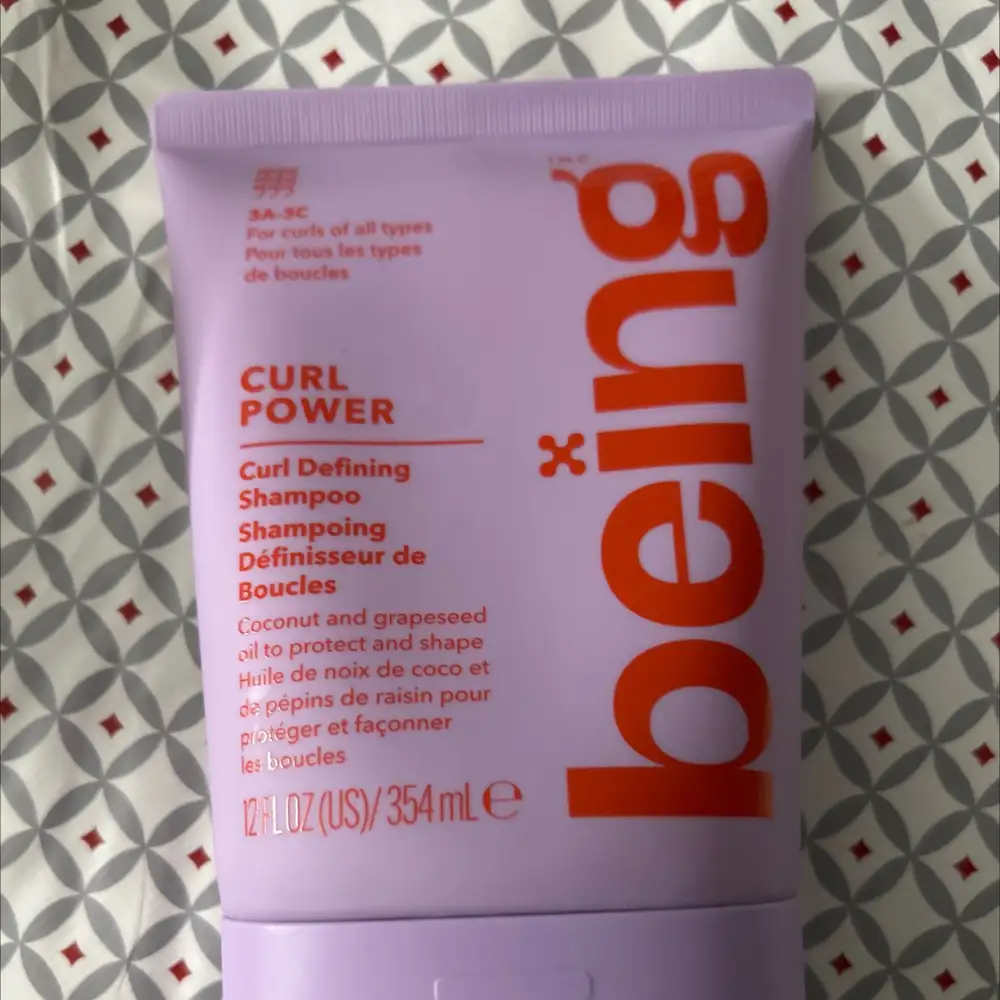 3A-3C
For curls of all types
Pour tous les types
de boucles
CURL
POWER
Curl Defining
Shampoo
Shampoing
Définisseur de
Boucles
Coconut and grapeseed
oil to protect and shape
Huile de noix de coco et
de pépins de raisin pour
protéger et façonner
les boucles
12 FL OZ (US)/ 354 mL ℮
being